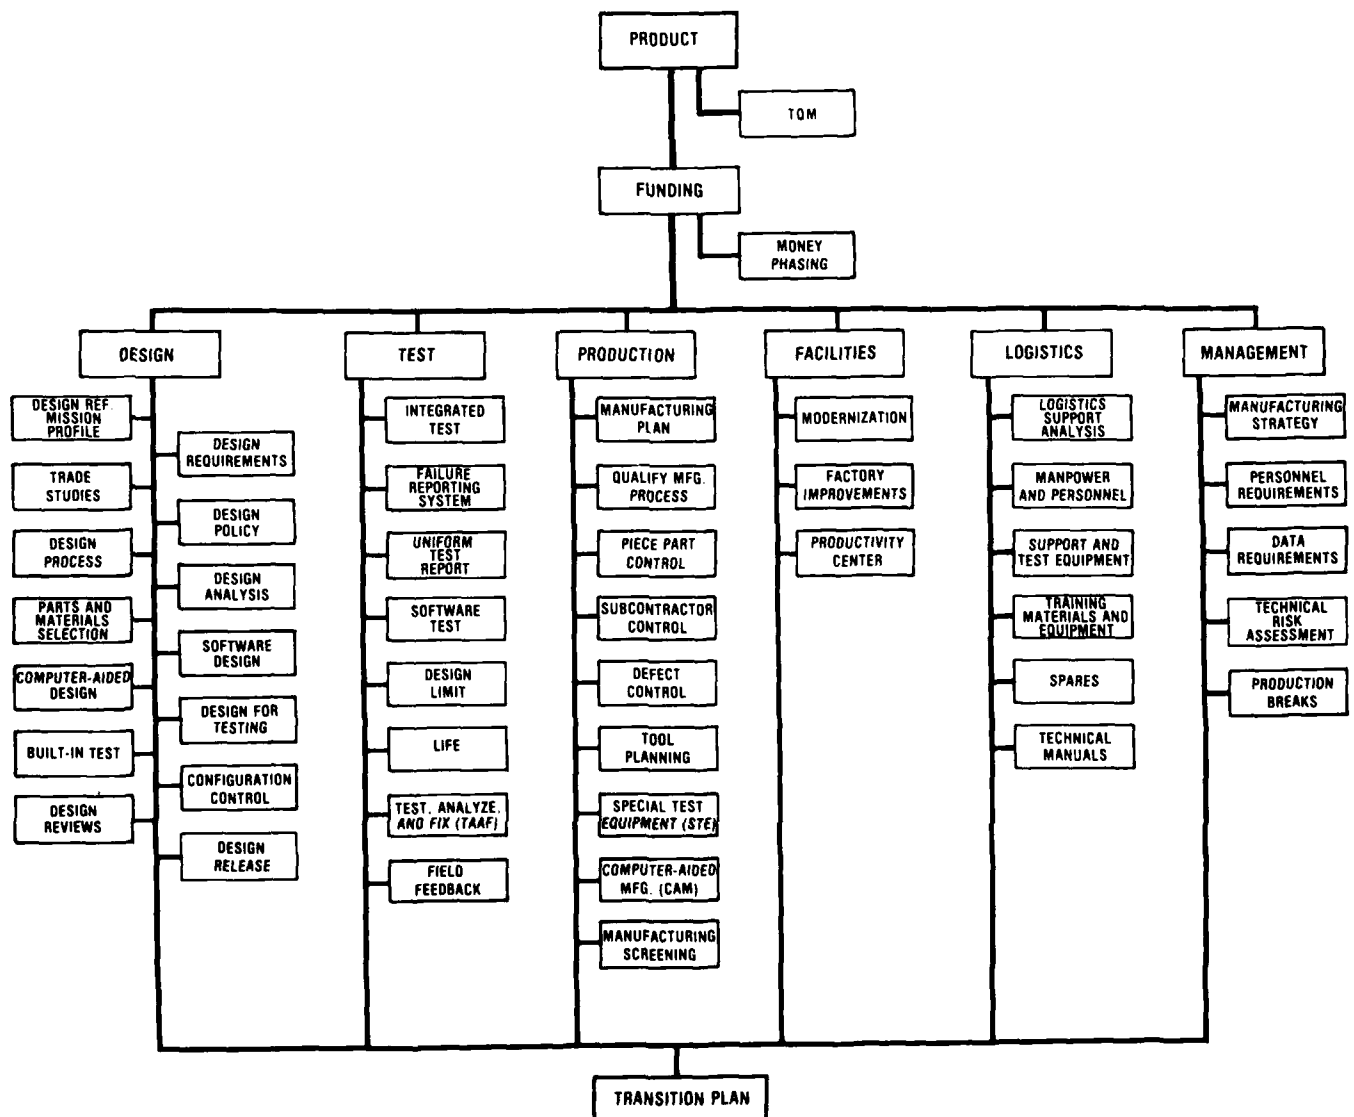 PRODUCT
TQM
FUNDING
MONEY
PHASING
DESIGN
DESIGN REF.
MISSION
PROFILE
DESIGN
REQUIREMENTS
TRADE
STUDIES
DESIGN
POLICY
DESIGN
PROCESS
DESIGN
ANALYSIS
PARTS AND
MATERIALS
SELECTION
SOFTWARE
DESIGN
COMPUTER-AIDED
DESIGN
DESIGN FOR
TESTING
BUILT-IN TEST
CONFIGURATION
CONTROL
DESIGN
REVIEWS
DESIGN
RELEASE
TEST
INTEGRATED
TEST
FAILURE
REPORTING
SYSTEM
UNIFORM
TEST
REPORT
SOFTWARE
TEST
DESIGN
LIMIT
LIFE
TEST, ANALYZE,
AND FIX (TAAF)
FIELD
FEEDBACK
PRODUCTION
MANUFACTURING
PLAN
QUALIFY MFG.
PROCESS
PIECE PART
CONTROL
SUBCONTRACTOR
CONTROL
DEFECT
CONTROL
TOOL
PLANNING
SPECIAL TEST
EQUIPMENT (STE)
COMPUTER-AIDED
MFG. (CAM)
MANUFACTURING
SCREENING
FACILITIES
MODERNIZATION
FACTORY
IMPROVEMENTS
PRODUCTIVITY
CENTER
LOGISTICS
LOGISTICS
SUPPORT
ANALYSIS
MANPOWER
AND PERSONNEL
SUPPORT AND
TEST EQUIPMENT
TRAINING
MATERIALS AND
EQUIPMENT
SPARES
TECHNICAL
MANUALS
MANAGEMENT
MANUFACTURING
STRATEGY
PERSONNEL
REQUIREMENTS
DATA
REQUIREMENTS
TECHNICAL
RISK
ASSESSMENT
PRODUCTION
BREAKS
TRANSITION PLAN